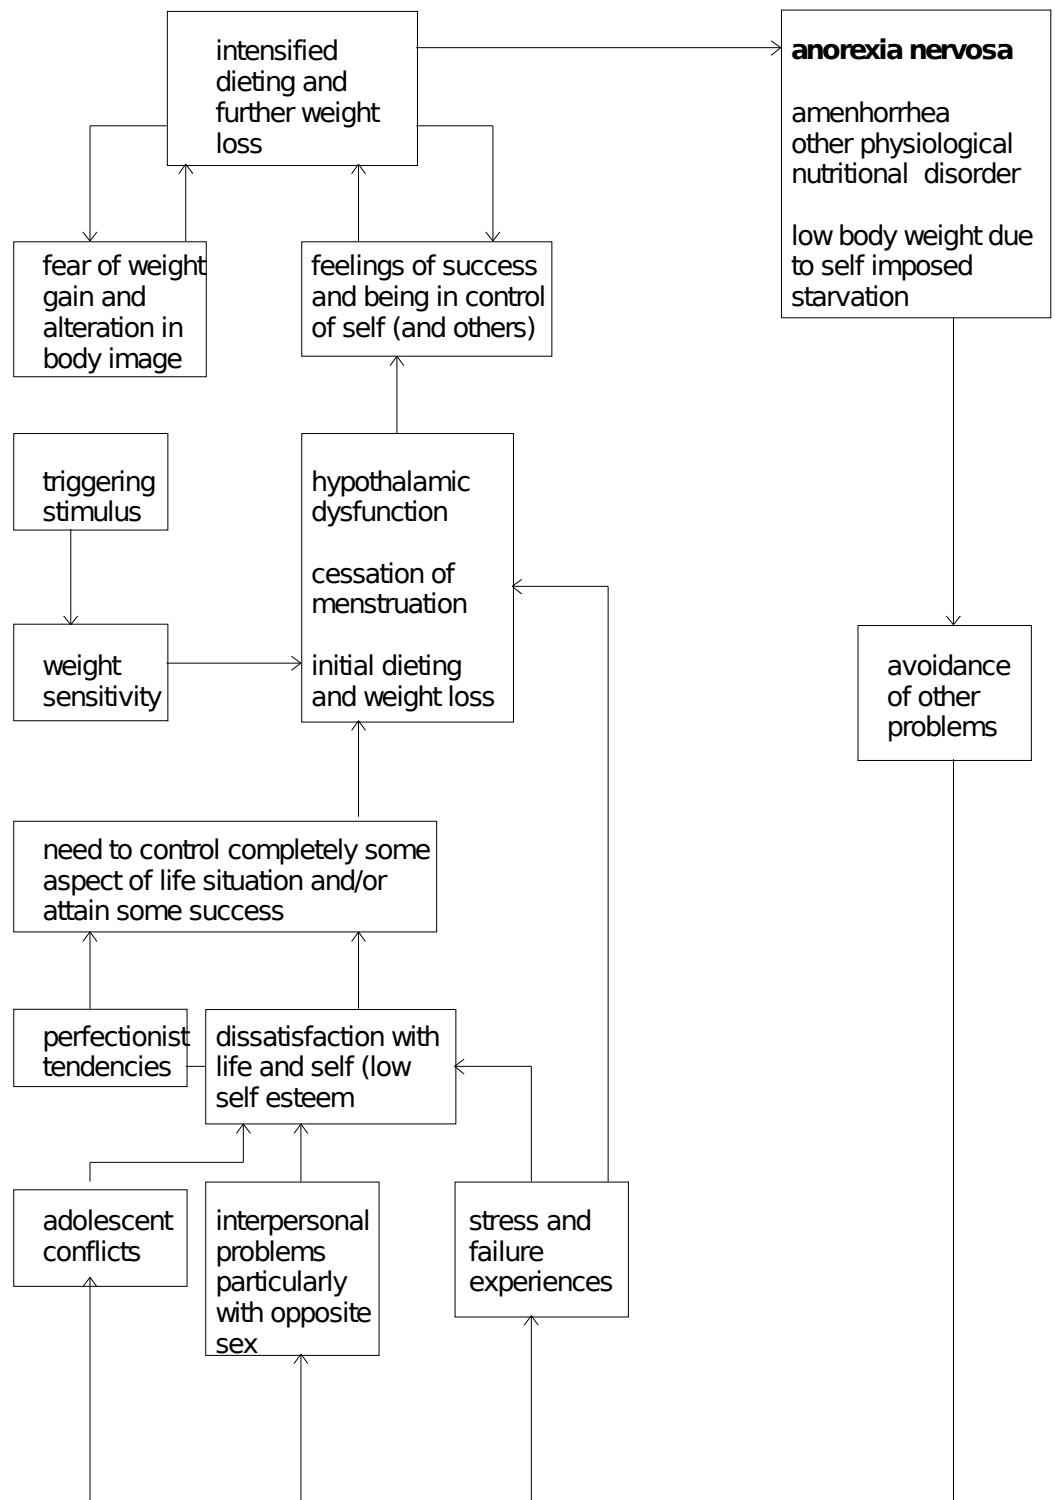 intensified
dieting and
further weight
loss
anorexia nervosa
amenhorrhea
other physiological
nutritional disorder
low body weight due
to self imposed
starvation
fear of weight
gain and
alteration in
body image
feelings of success
and being in control
of self (and others)
triggering
stimulus
hypothalamic
dysfunction
cessation of
menstruation
initial dieting
and weight loss
weight
sensitivity
avoidance
of other
problems
need to control completely some
aspect of life situation and/or
attain some success
perfectionist
tendencies
dissatisfaction with
life and self (low
self esteem
adolescent
conflicts
interpersonal
problems
particularly
with opposite
sex
stress and
failure
experiences